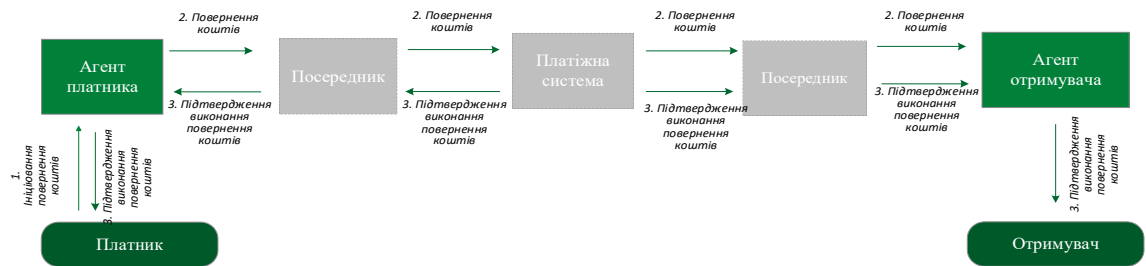 2. Повернення
коштів
2. Повернення
коштів
2. Повернення
коштів
2. Повернення
коштів
Агент
платника
Посередник
Платіжна
система
Посередник
Агент
отримувача
3. Підтвердження
виконання
повернення
коштів
3. Підтвердження
виконання
повернення
коштів
3. Підтвердження
виконання
повернення
коштів
3. Підтвердження
виконання
повернення
коштів
1.
Ініціювання
повернення
коштів
3. Підтвердження
виконання
повернення
коштів
3. Підтвердження
виконання
повернення
коштів
Платник
Отримувач